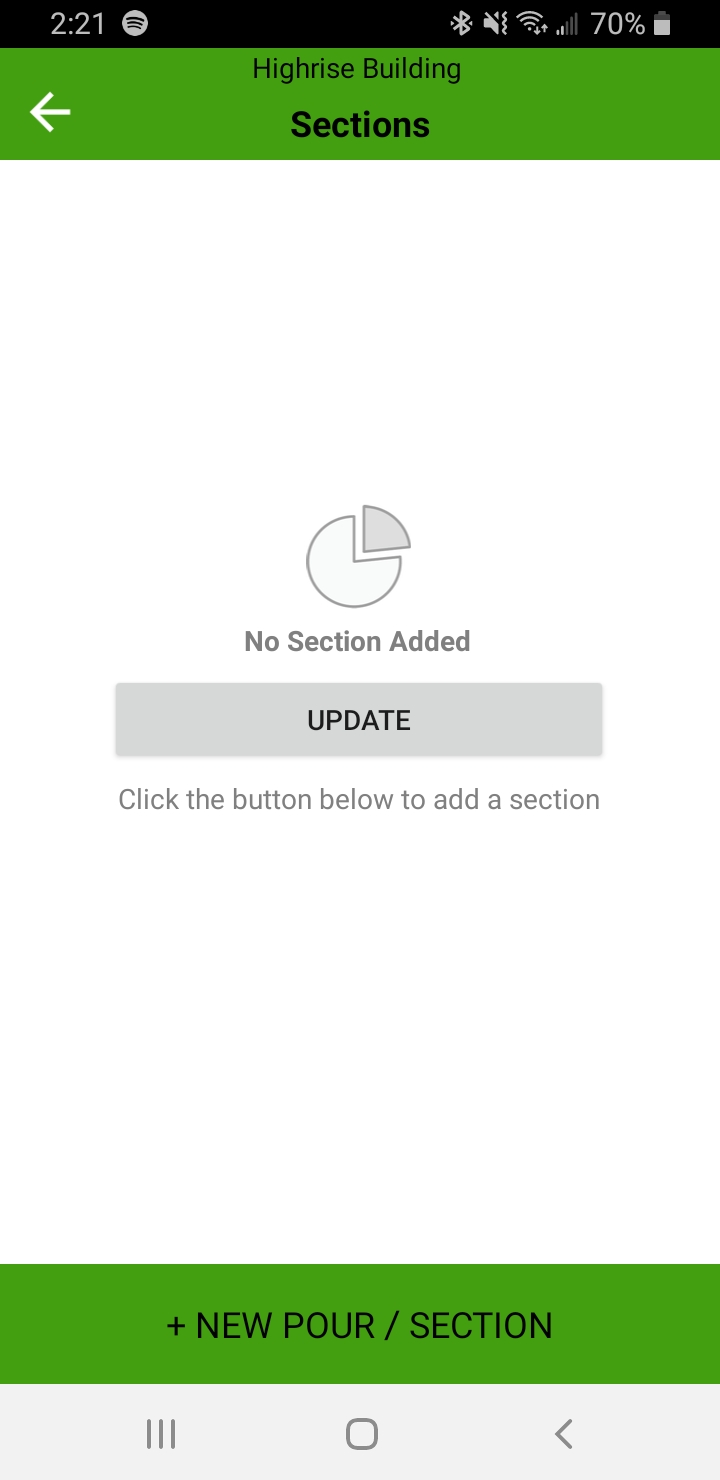 2:21 70%
Highrise Building
Sections
No Section Added
UPDATE
Click the button below to add a section
+ NEW POUR / SECTION